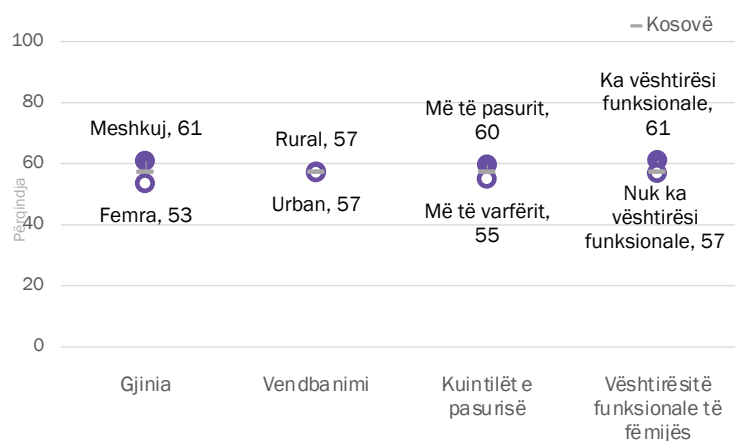 Kosovë
100
80
60
40
20
0
Përqindja
Meshkuj, 61
Femra, 53
Rural, 57
Urban, 57
Më të pasurit,
60
Më të varfërit,
55
Ka vështirësi
funksionale,
61
Nuk ka
vështirësi
funksionale, 57
Gjinia
Vendbanimi
Kuintilët e
pasurisë
Vështirësitë
funksionale të
fëmijës